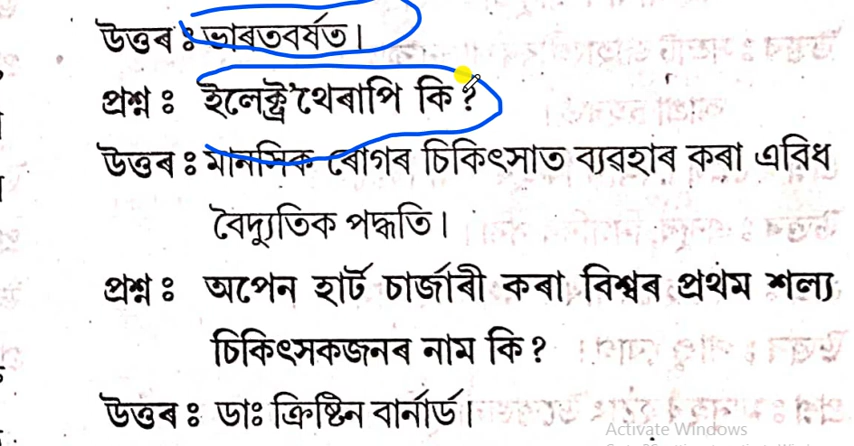 উত্তৰ : ভাৰতবৰ্ষত।
প্ৰশ্ন : ইলেক্ট্ৰ'থেৰাপি কি ?
উত্তৰ : মানসিক ৰোগৰ চিকিৎসাত ব্যৱহাৰ কৰা এবিধ
বৈদ্যুতিক পদ্ধতি।
প্ৰশ্ন : অপেন হাৰ্ট চাৰ্জাৰী কৰা বিশ্বৰ প্ৰথম শল্য
চিকিৎসকজনৰ নাম কি ?
উত্তৰ : ডাঃ ক্ৰিষ্টিন বাৰ্নাৰ্ড।
Activate Windows